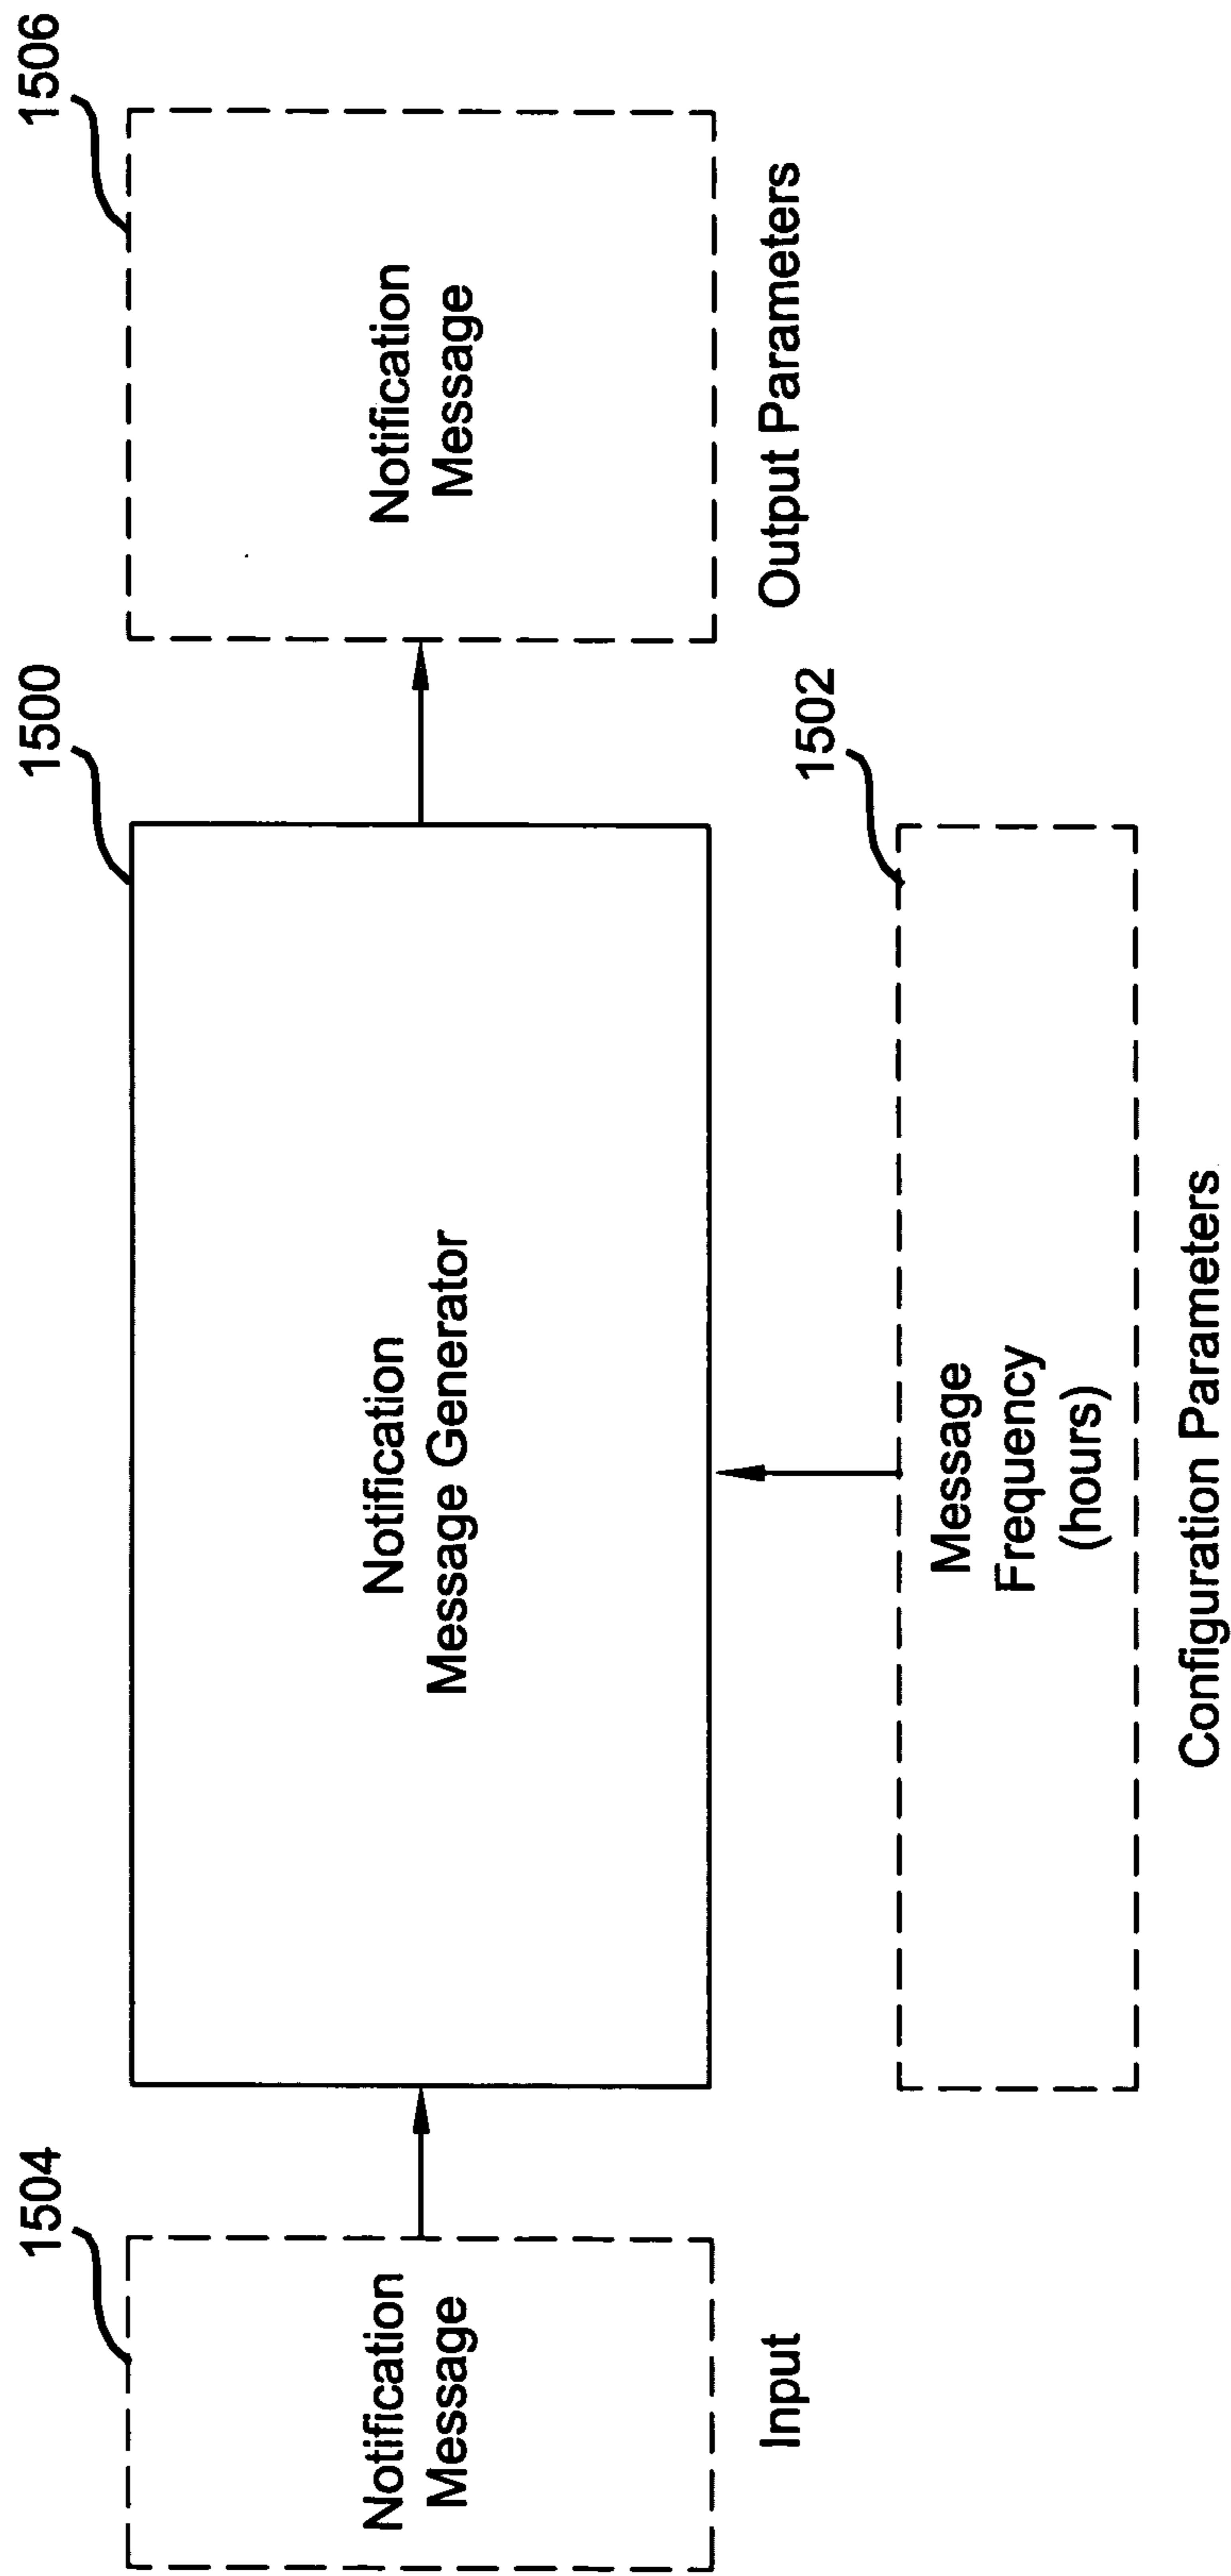 1504
Notification
Message
Input
1500
Notification
Message Generator
1502
Message
Frequency
(hours)
Configuration Parameters
1506
Notification
Message
Output Parameters